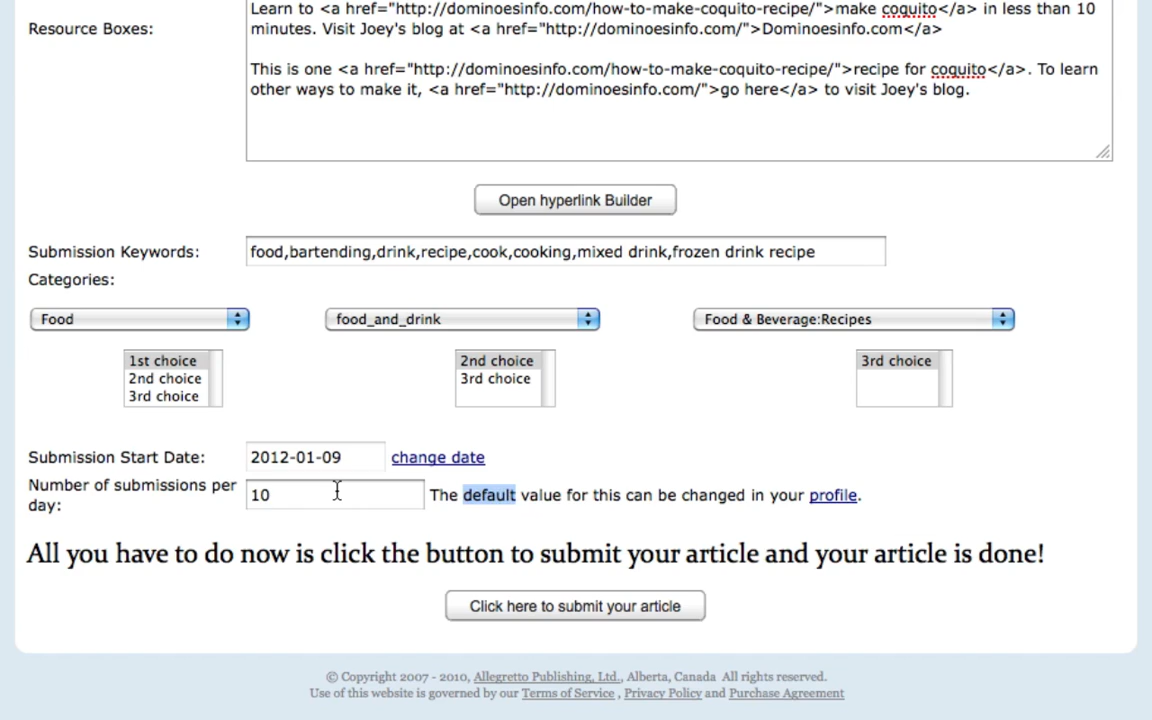 Learn to <a href="http://dominoesinfo.com/how-to-make-coquito-recipe/">make coquito</a> in less than 10
Resource Boxes:
minutes. Visit Joey's blog at <a href="http://dominoesinfo.com/">Dominoesinfo.com</a>
This is one <a href="http://dominoesinfo.com/how-to-make-coquito-recipe/">recipe for coquito</a>. To learn
other ways to make it, <a href="http://dominoesinfo.com/">go here</a> to visit Joey's blog.
Open hyperlink Builder
Submission Keywords: food,bartending,drink,recipe,cook,cooking,mixed drink,frozen drink recipe
Categories:
Food food_and_drink Food & Beverage:Recipes
1st choice 2nd choice 3rd choice
2nd choice 3rd choice
3rd choice
Submission Start Date: 2012-01-09 change date
Number of submissions per
day: 10 The default value for this can be changed in your profile.
All you have to do now is click the button to submit your article and your article is done!
Click here to submit your article
© Copyright 2007 - 2010, Allegretto Publishing, Ltd., Alberta, Canada All rights reserved.
Use of this website is governed by our Terms of Service , Privacy Policy and Purchase Agreement